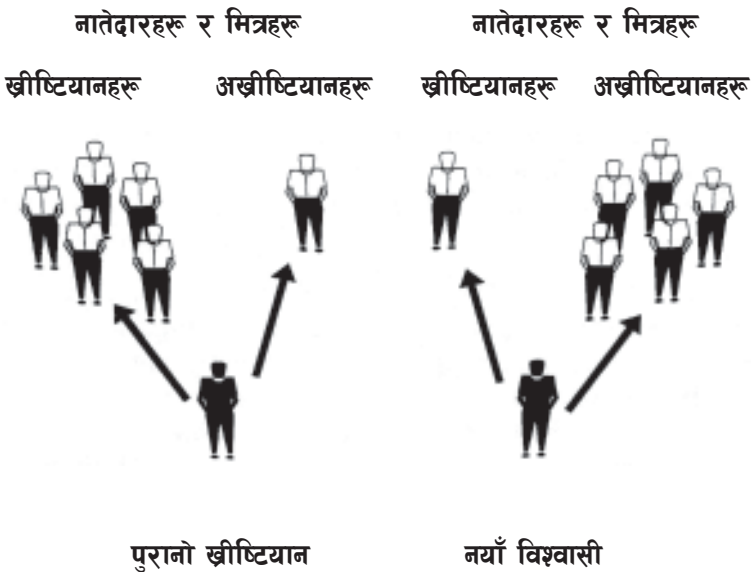 नातेदारहरू र मित्रहरू
ख्रीष्टियानहरू अख्रीष्टियानहरू
पुरानो ख्रीष्टियान
नातेदारहरू र मित्रहरू
ख्रीष्टियानहरू अख्रीष्टियानहरू
नयाँ विश्‍वासी